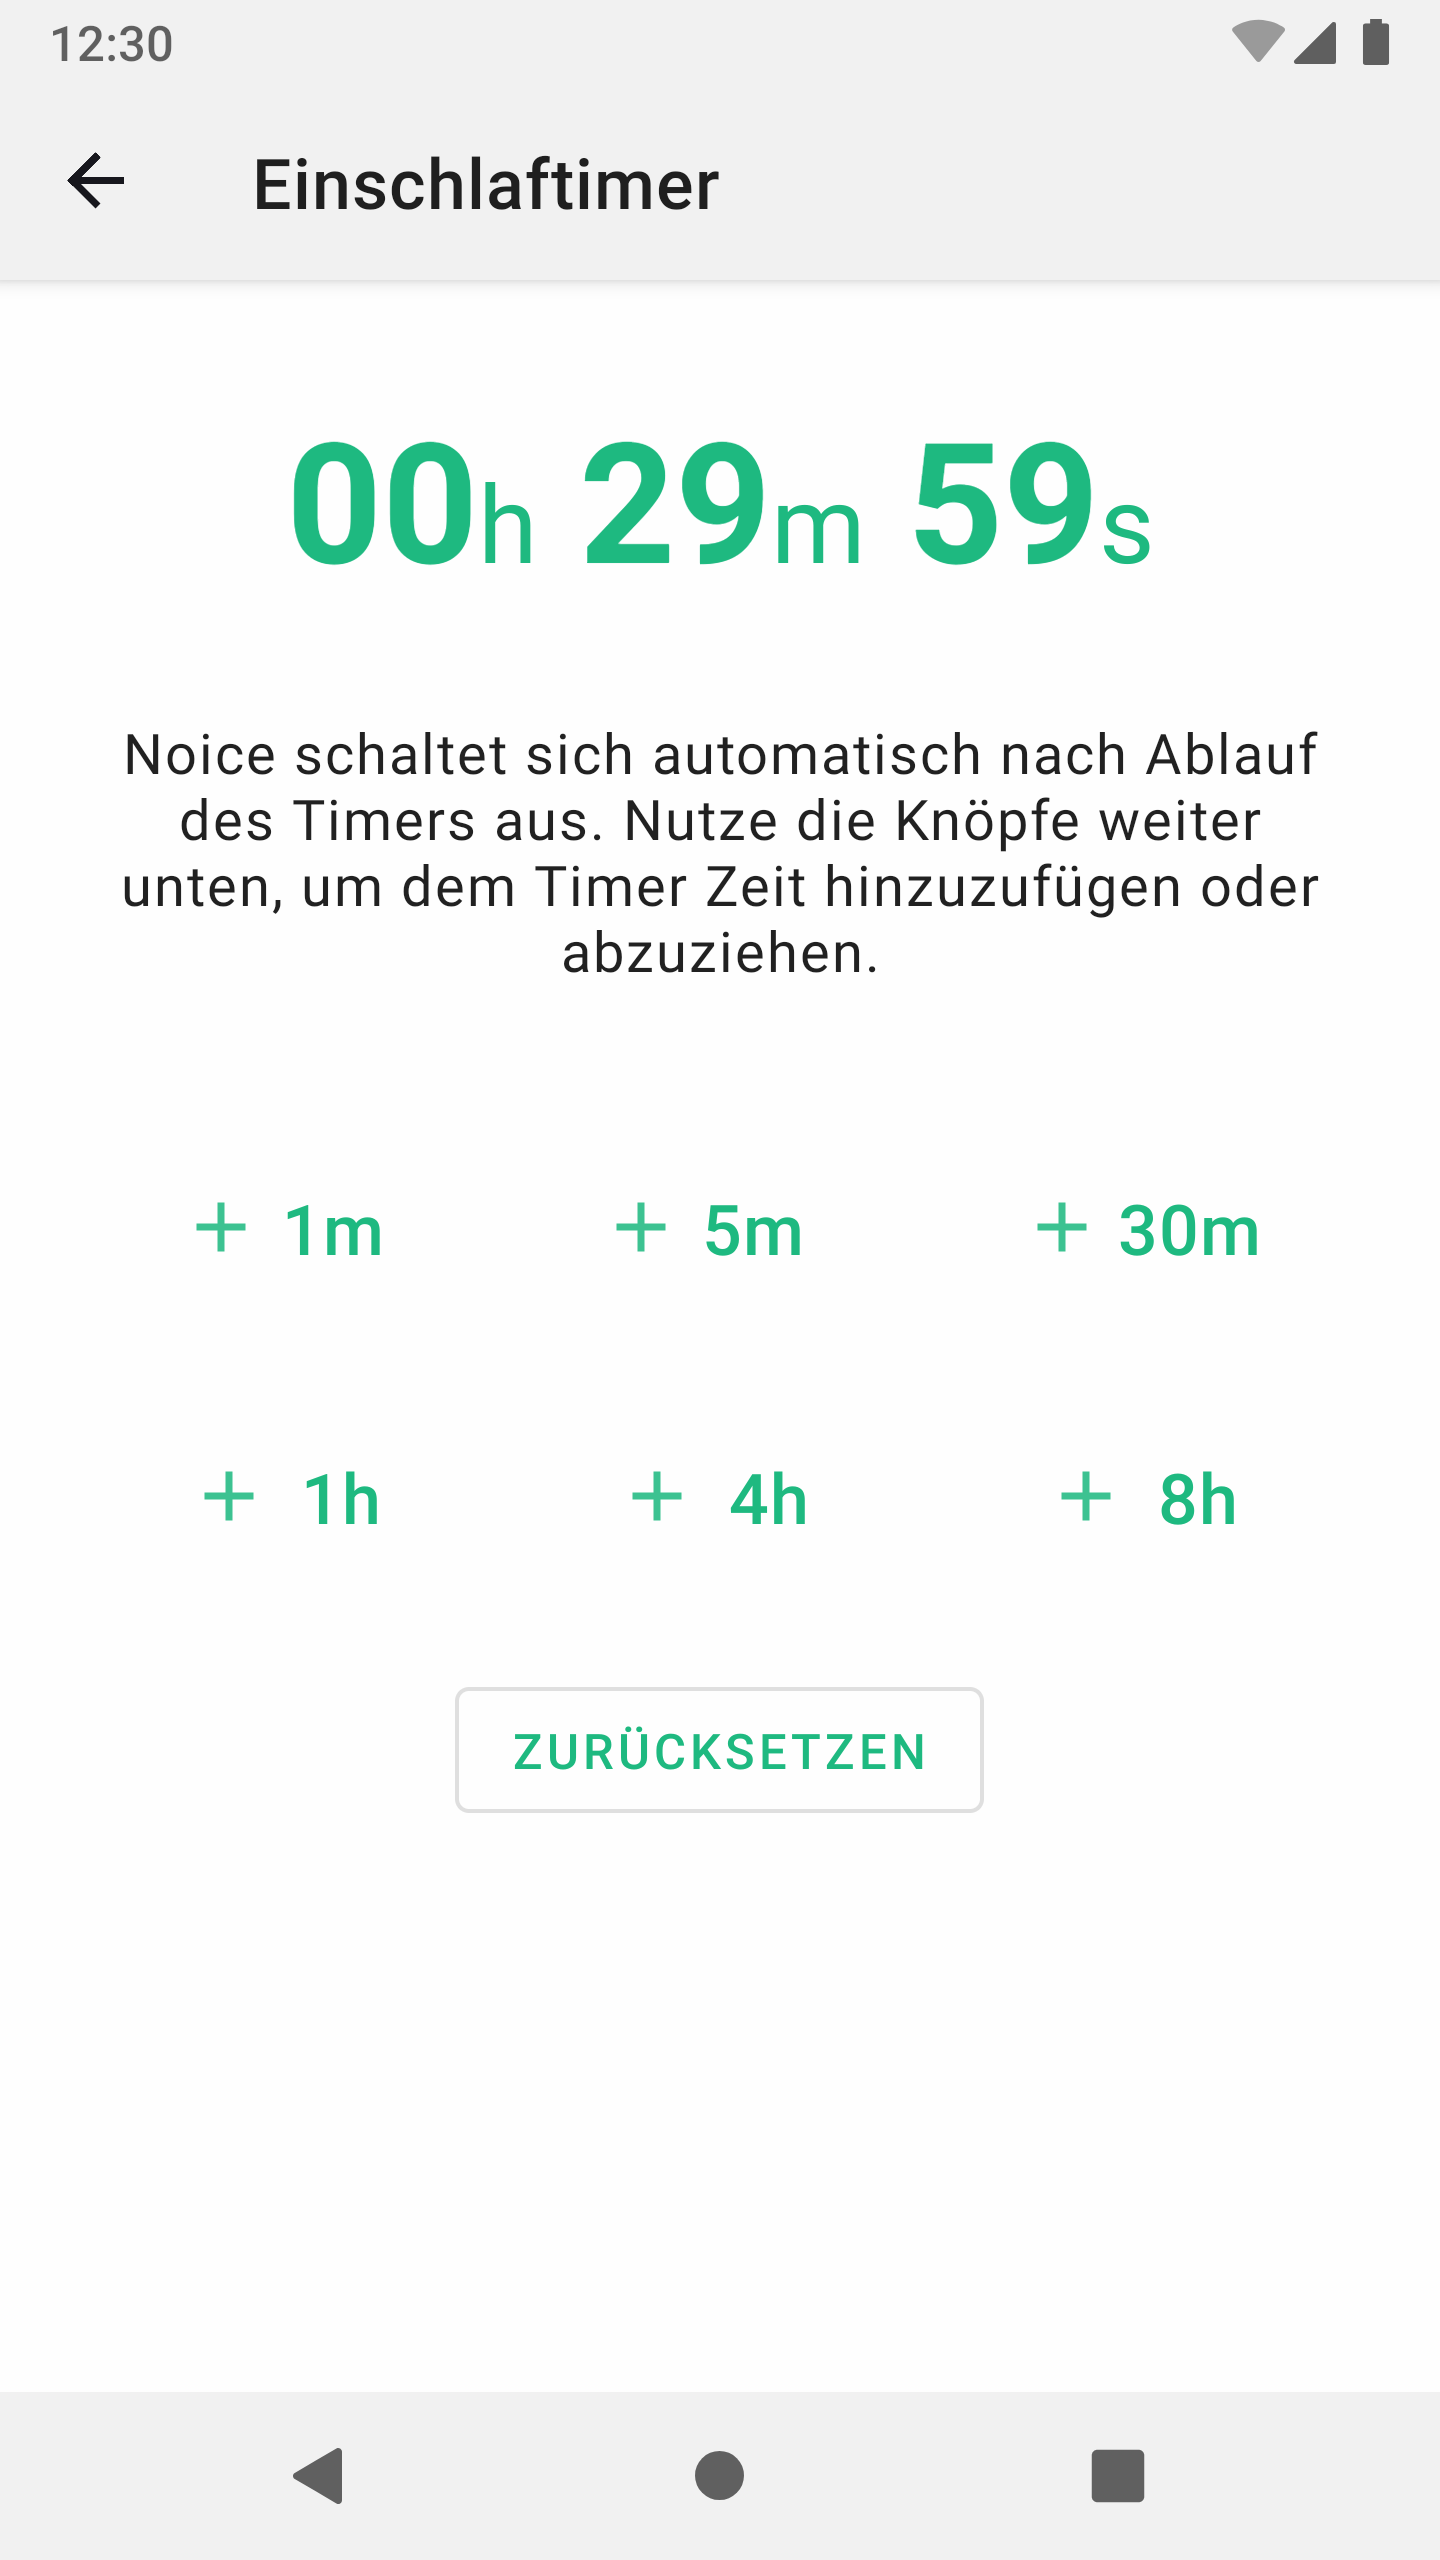 12:30
Einschlaftimer
00h 29m 59s
Noice schaltet sich automatisch nach Ablauf
des Timers aus. Nutze die Knöpfe weiter
unten, um dem Timer Zeit hinzuzufügen oder
abzuziehen.
+ 1m + 5m + 30m
+ 1h + 4h + 8h
ZURÜCKSETZEN